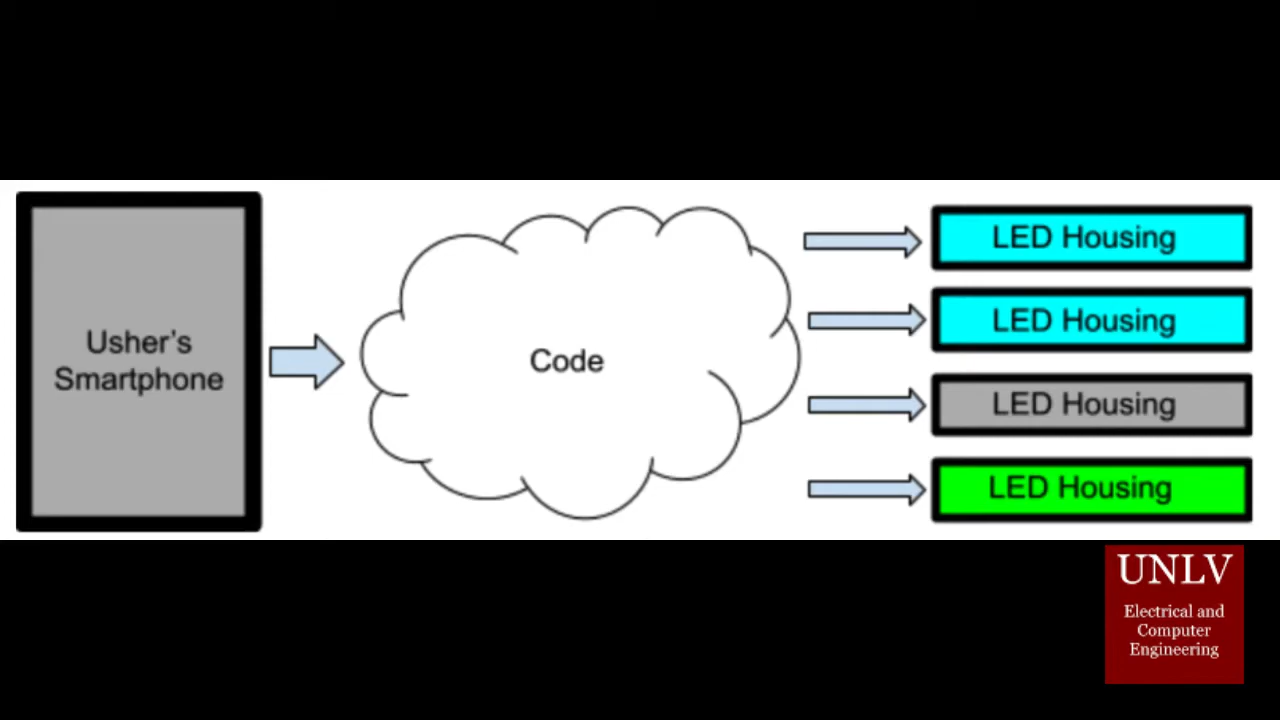 Usher's
Smartphone
Code
LED Housing
LED Housing
LED Housing
LED Housing
UNLV
Electrical and
Computer
Engineering